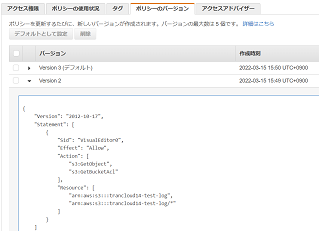 アクセス権限 ポリシーの使用状況 タグ ポリシーのバージョン アクセスアドバイザー
ポリシーを更新するたびに、新しいバージョンが作成されます。バージョンの最大数は 5 個です。 詳細はこちら
デフォルトとして設定 削除
バージョン 作成時刻
Version 3 (デフォルト) 2022-03-15 15:50 UTC+0900
Version 2 2022-03-15 15:49 UTC+0900
{
"Version": "2012-10-17",
"Statement": [
{
"Sid": "VisualEditor0",
"Effect": "Allow",
"Action": [
"s3:GetObject",
"s3:GetBucketAcl"
],
"Resource": [
"arn:aws:s3:::trancloud14-test-log",
"arn:aws:s3:::trancloud14-test-log/*"
]
}
]